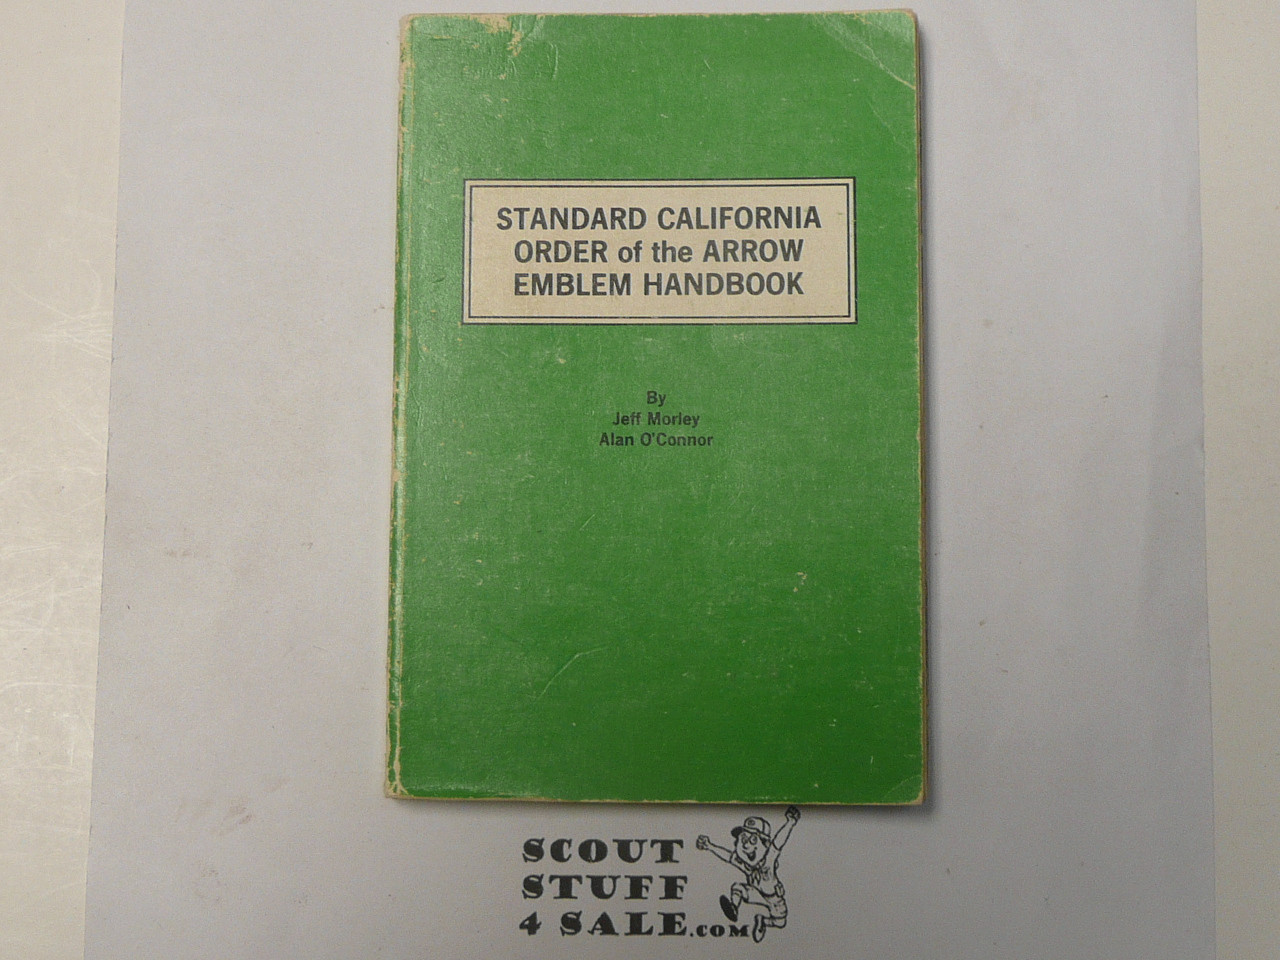 STANDARD CALIFORNIA
ORDER of the ARROW
EMBLEM HANDBOOK
By
Jeff Morley
Alan O'Connor
SCOUT
STUFF
4 SALE.COM